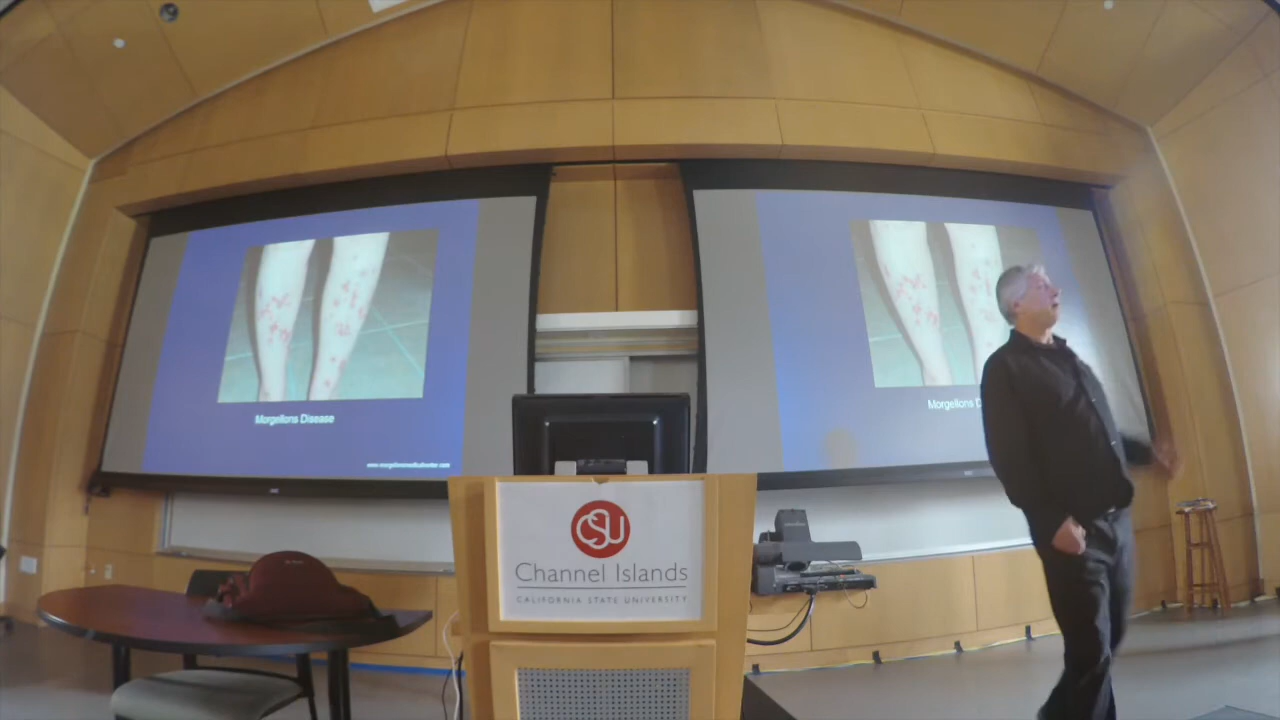 Morgellons Disease
Morgellons D
CSU
Channel Islands
CALIFORNIA STATE UNIVERSITY